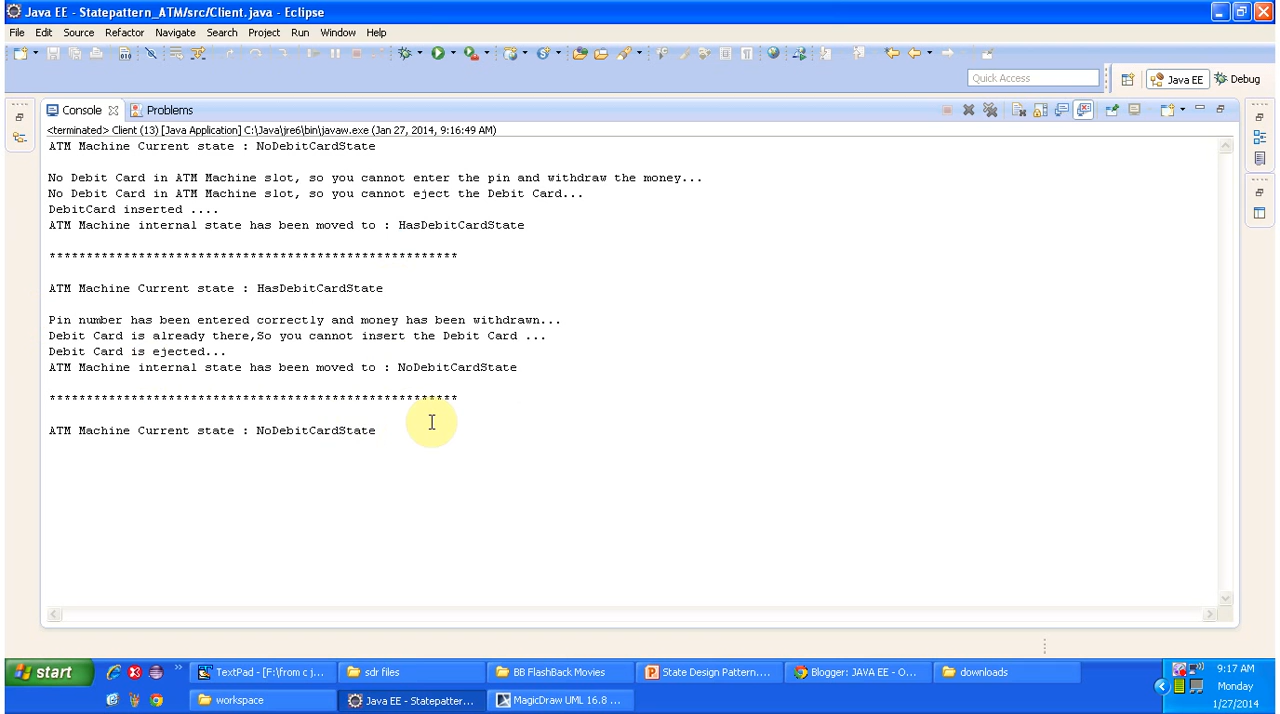 Java EE - Statepattern_ATM/src/Client.java - Eclipse
File Edit Source Refactor Navigate Search Project Run Window Help
Quick Access
Java EE
Debug
Console
Problems
<terminated> Client (13) [Java Application] C:\Java\jre6\bin\javaw.exe (Jan 27, 2014, 9:16:49 AM)
ATM Machine Current state : NoDebitCardState
No Debit Card in ATM Machine slot, so you cannot enter the pin and withdraw the money...
No Debit Card in ATM Machine slot, so you cannot eject the Debit Card...
DebitCard inserted ....
ATM Machine internal state has been moved to : HasDebitCardState
*******************************************************
ATM Machine Current state : HasDebitCardState
Pin number has been entered correctly and money has been withdrawn...
Debit Card is already there,So you cannot insert the Debit Card ...
Debit Card is ejected...
ATM Machine internal state has been moved to : NoDebitCardState
*******************************************************
ATM Machine Current state : NoDebitCardState
start
TextPad - [F:\from c j...
sdr files
BB FlashBack Movies
State Design Pattern....
Blogger: JAVA EE - O...
downloads
9:17 AM
workspace
Java EE - Statepatter...
MagicDraw UML 16.8 ...
Monday
1/27/2014